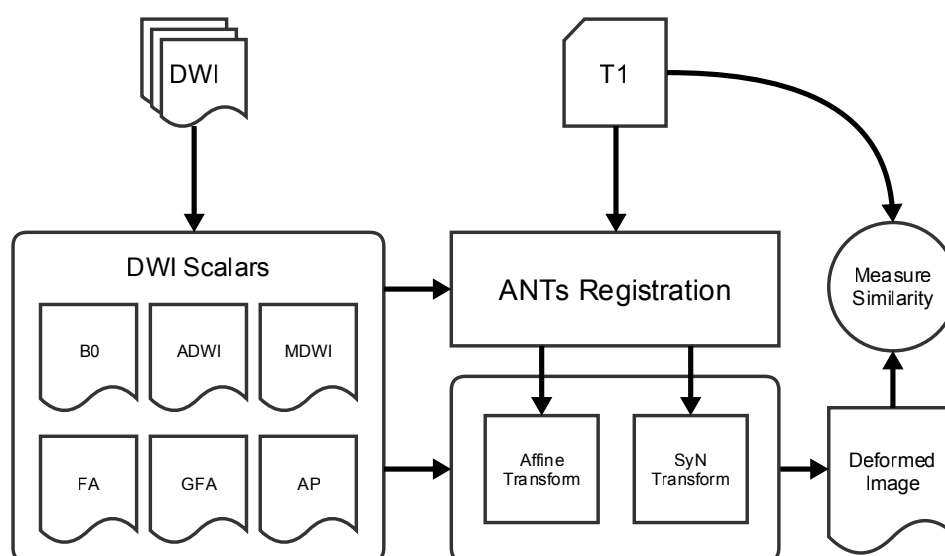 DWI
T1
DWI Scalars
B0
ADWI
MDWI
FA
GFA
AP
ANTs Registration
Affine
Transform
SyN
Transform
Measure
Similarity
Deformed
Image